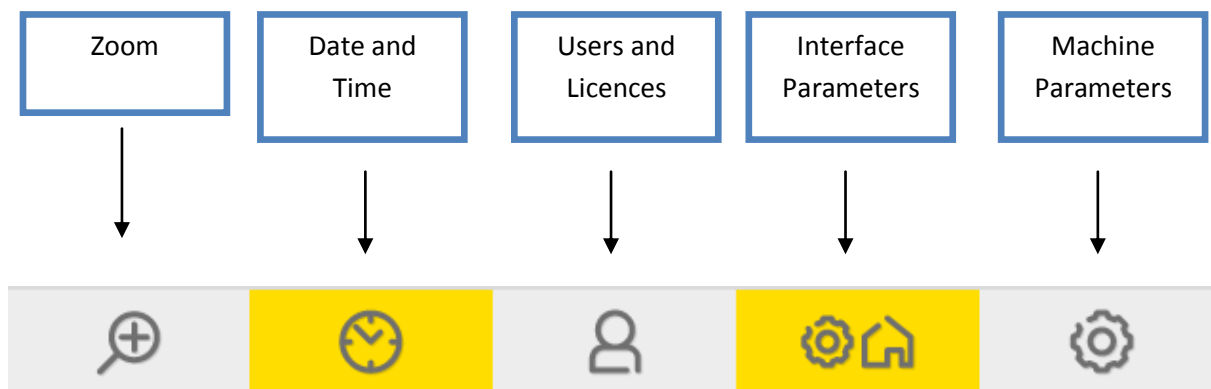 Zoom
Date and
Time
Users and
Licences
Interface
Parameters
Machine
Parameters